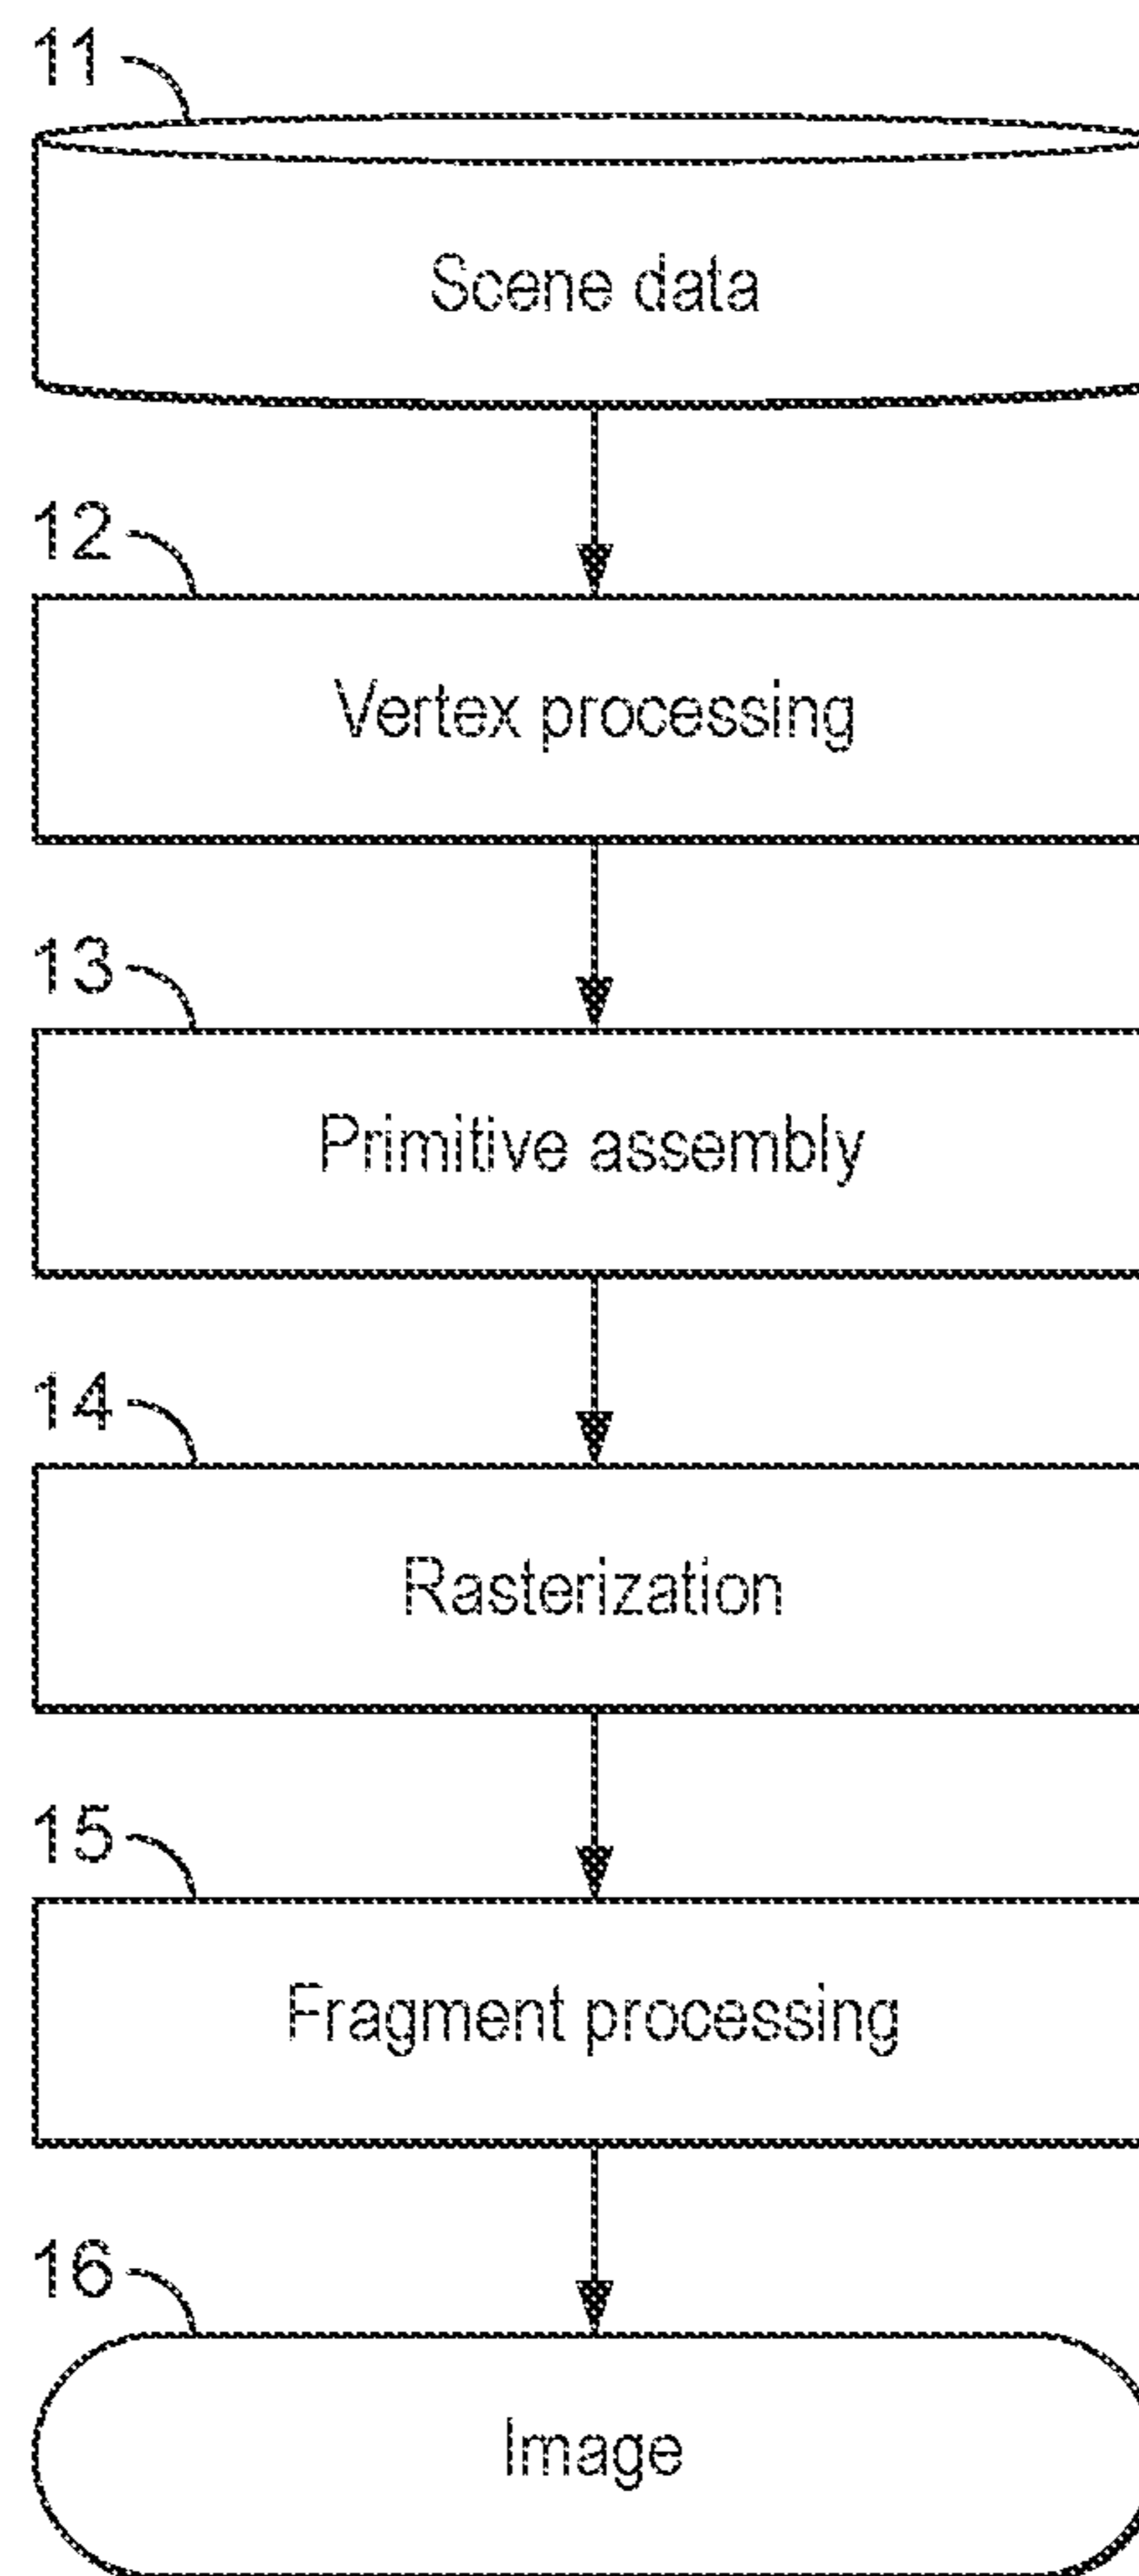 11
Scene data
12
Vertex processing
13
Primitive assembly
14
Rasterization
15
Fragment processing
16
Image